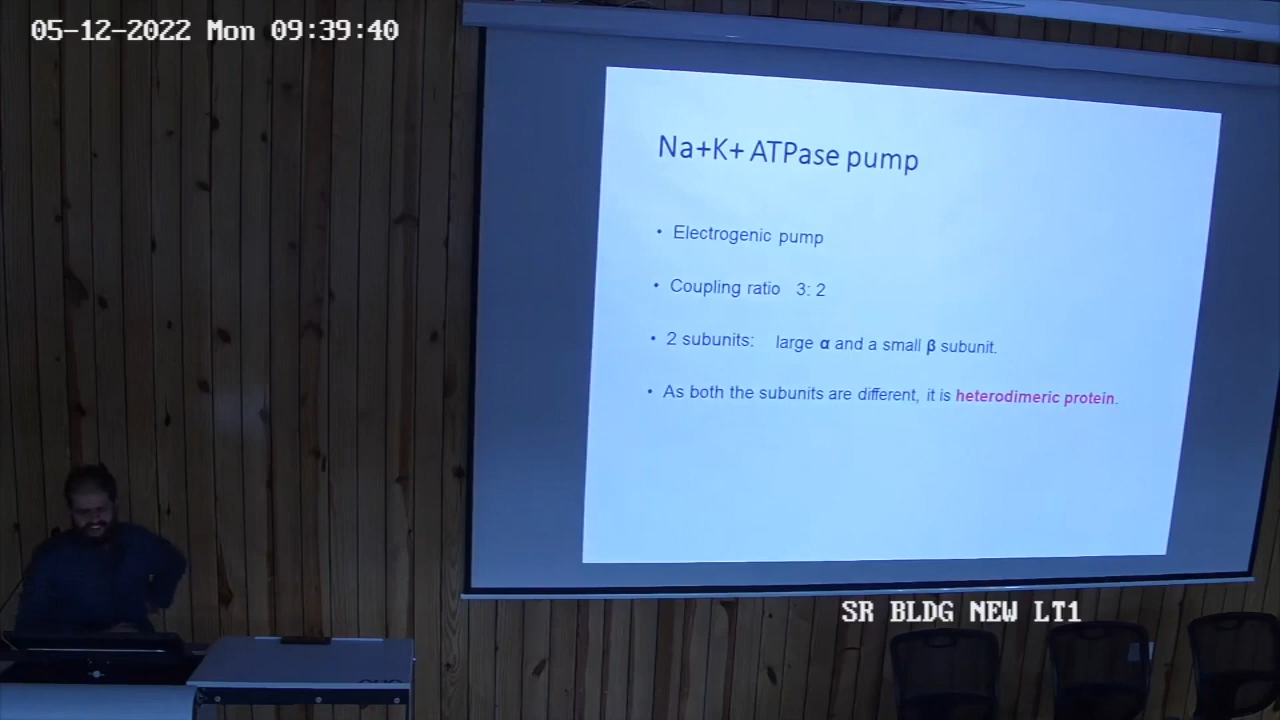 05-12-2022 Mon 09:39:40
Na+K+ ATPase pump
• Electrogenic pump
• Coupling ratio 3: 2
• 2 subunits: large α and a small β subunit.
• As both the subunits are different, it is heterodimeric protein.
SR BLDG NEW LT1